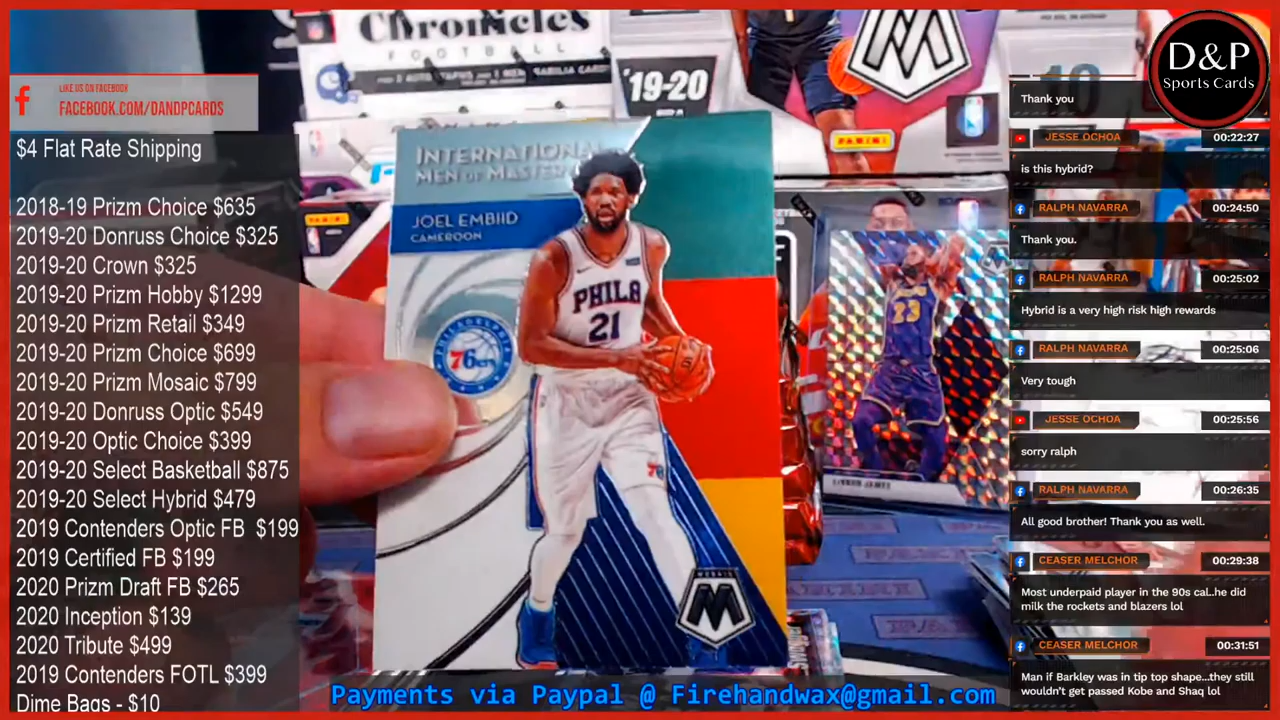 LIKE US ON FACEBOOK
FACEBOOK.COM/DANDPCARDS
$4 Flat Rate Shipping
2018-19 Prizm Choice $635
2019-20 Donruss Choice $325
2019-20 Crown $325
2019-20 Prizm Hobby $1299
2019-20 Prizm Retail $349
2019-20 Prizm Choice $699
2019-20 Prizm Mosaic $799
2019-20 Donruss Optic $549
2019-20 Optic Choice $399
2019-20 Select Basketball $875
2019-20 Select Hybrid $479
2019 Contenders Optic FB $199
2019 Certified FB $199
2020 Prizm Draft FB $265
2020 Inception $139
2020 Tribute $499
2019 Contenders FOTL $399
Dime Bags - $10
Chronicles
FOOTBALL
'19-20
PANINI
INTERNATIONAL
MEN OF MASTERY
JOEL EMBIID
CAMEROON
PHILADELPHIA
76ERS
PHILA
21
MOSAIC
M
23
LEBRON JAMES
Payments via Paypal @ Firehandwax@gmail.com
D&P
Sports Cards
Thank you
JESSE OCHOA 00:22:27
is this hybrid?
RALPH NAVARRA 00:24:50
Thank you.
RALPH NAVARRA 00:25:02
Hybrid is a very high risk high rewards
RALPH NAVARRA 00:25:06
Very tough
JESSE OCHOA 00:25:56
sorry ralph
RALPH NAVARRA 00:26:35
All good brother! Thank you as well.
CEASER MELCHOR 00:29:38
Most underpaid player in the 90s cal..he did
milk the rockets and blazers lol
CEASER MELCHOR 00:31:51
Man if Barkley was in tip top shape...they still
wouldn't get passed Kobe and Shaq lol